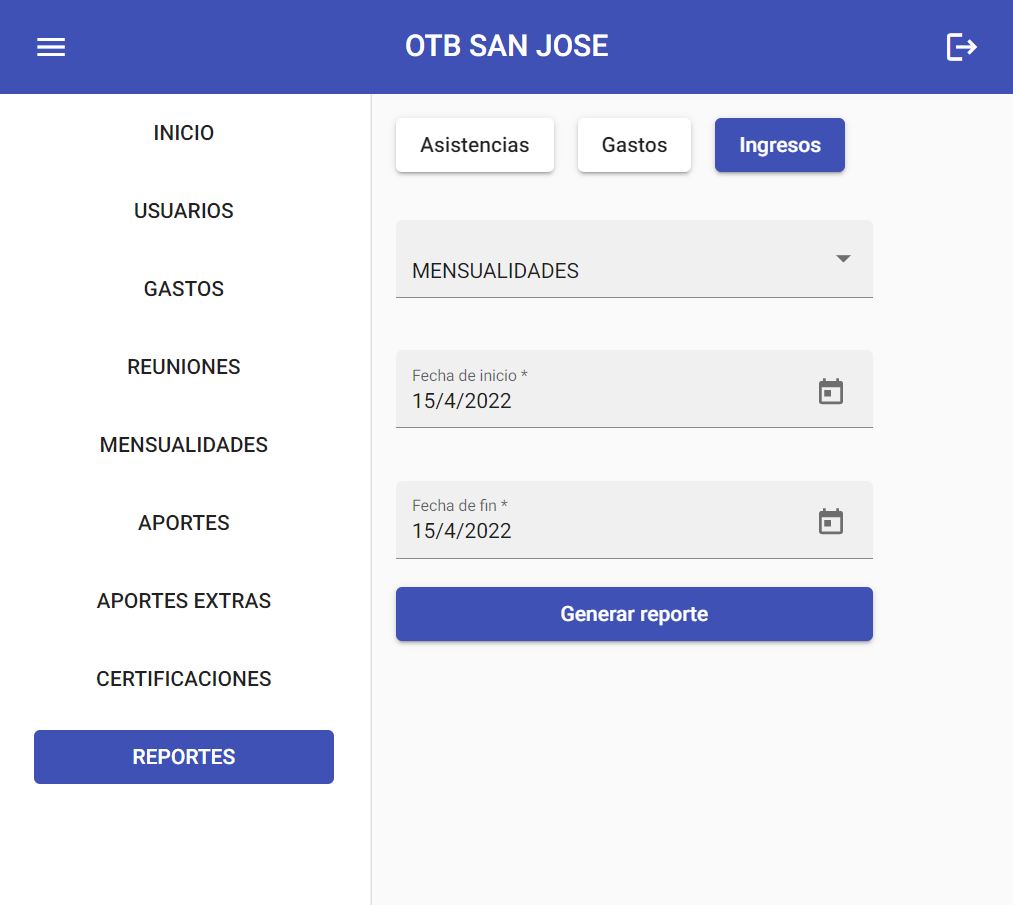 OTB SAN JOSE
INICIO
USUARIOS
GASTOS
REUNIONES
MENSUALIDADES
APORTES
APORTES EXTRAS
CERTIFICACIONES
REPORTES
Asistencias
Gastos
Ingresos
MENSUALIDADES
Fecha de inicio *
15/4/2022
Fecha de fin *
15/4/2022
Generar reporte